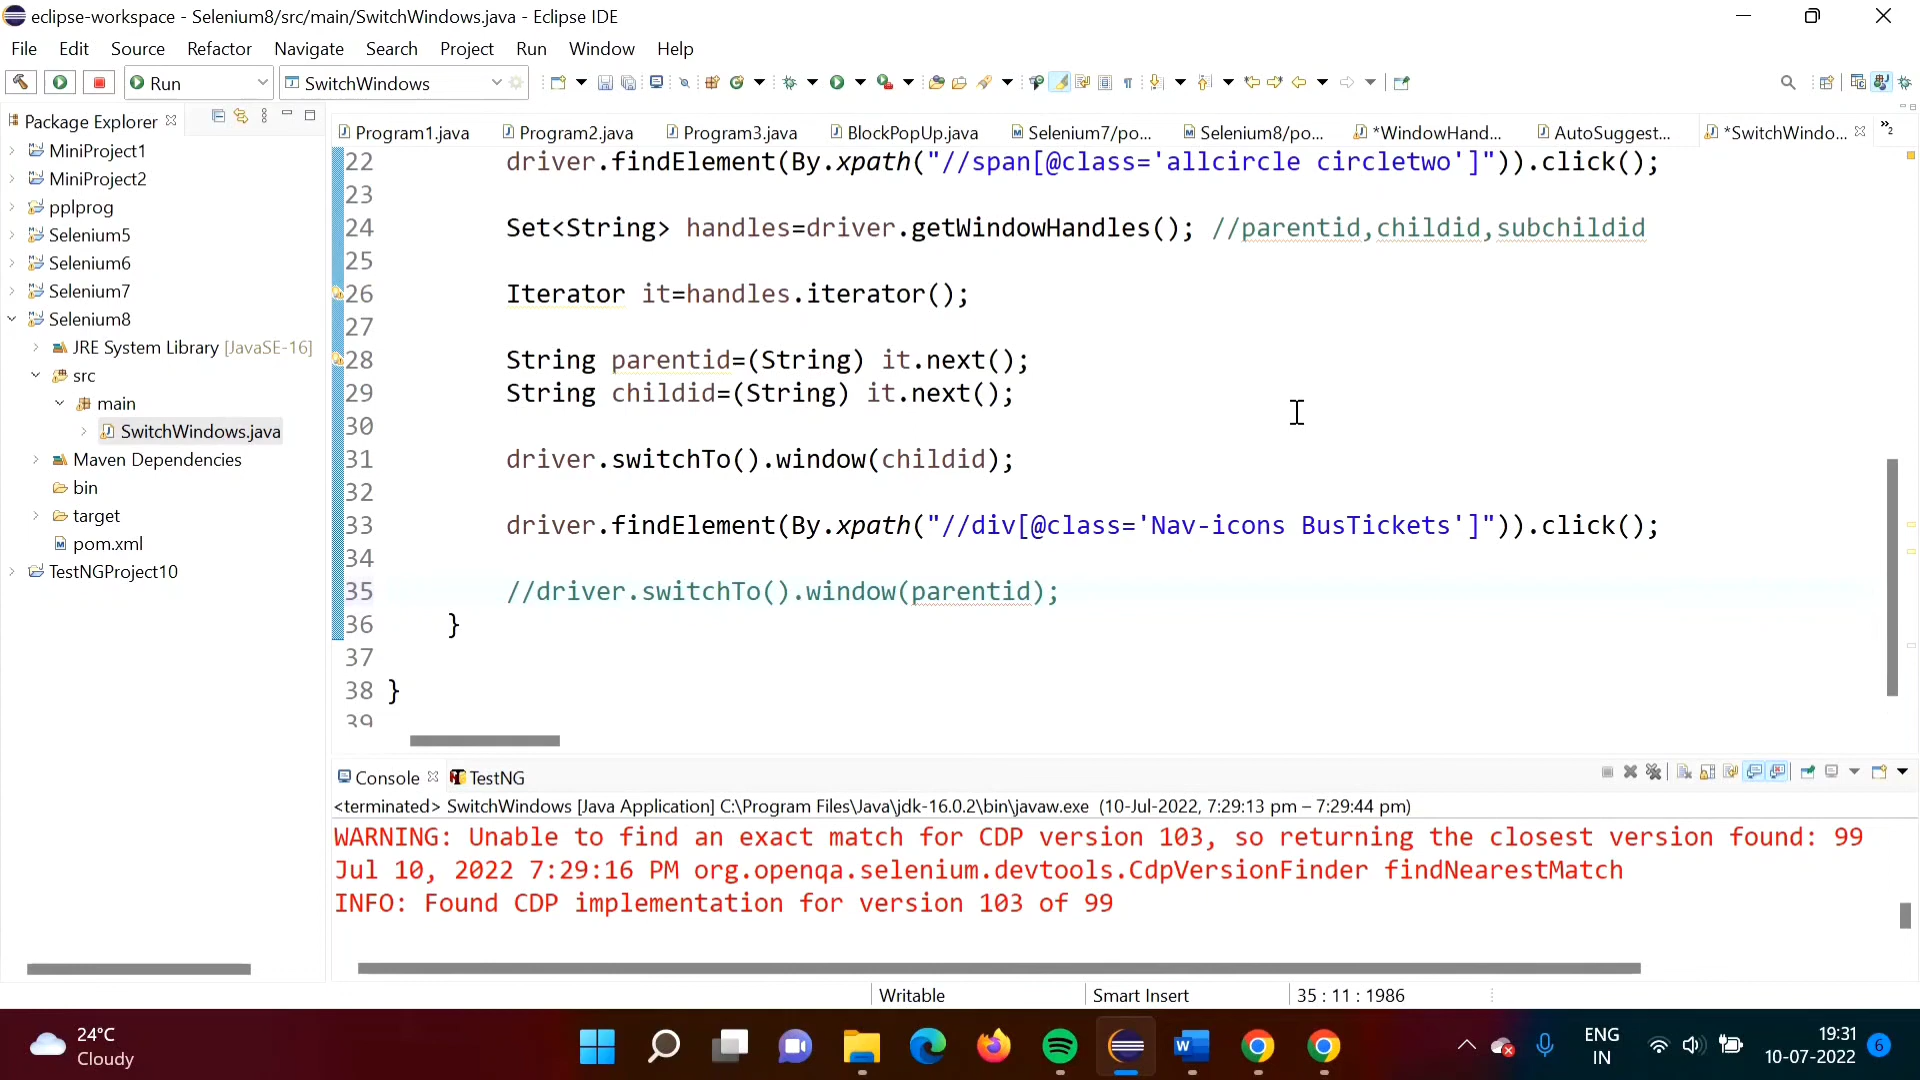 eclipse-workspace - Selenium8/src/main/SwitchWindows.java - Eclipse IDE
File Edit Source Refactor Navigate Search Project Run Window Help
Run SwitchWindows
Package Explorer
MiniProject1
MiniProject2
pplprog
Selenium5
Selenium6
Selenium7
Selenium8
JRE System Library [JavaSE-16]
src
main
SwitchWindows.java
Maven Dependencies
bin
target
pom.xml
TestNGProject10
Program1.java Program2.java Program3.java BlockPopUp.java Selenium7/po... Selenium8/po... *WindowHand... AutoSuggest... *SwitchWindo... »2
22 driver.findElement(By.xpath("//span[@class='allcircle circletwo']")).click();
23
24 Set<String> handles=driver.getWindowHandles(); //parentid,childid,subchildid
25
26 Iterator it=handles.iterator();
27
28 String parentid=(String) it.next();
29 String childid=(String) it.next();
30
31 driver.switchTo().window(childid);
32
33 driver.findElement(By.xpath("//div[@class='Nav-icons BusTickets']")).click();
34
35 //driver.switchTo().window(parentid);
36 }
37
38 }
39
Console TestNG
<terminated> SwitchWindows [Java Application] C:\Program Files\Java\jdk-16.0.2\bin\javaw.exe (10-Jul-2022, 7:29:13 pm – 7:29:44 pm)
WARNING: Unable to find an exact match for CDP version 103, so returning the closest version found: 99
Jul 10, 2022 7:29:16 PM org.openqa.selenium.devtools.CdpVersionFinder findNearestMatch
INFO: Found CDP implementation for version 103 of 99
Writable Smart Insert 35 : 11 : 1986
24°C
Cloudy
ENG
IN
19:31
10-07-2022
6